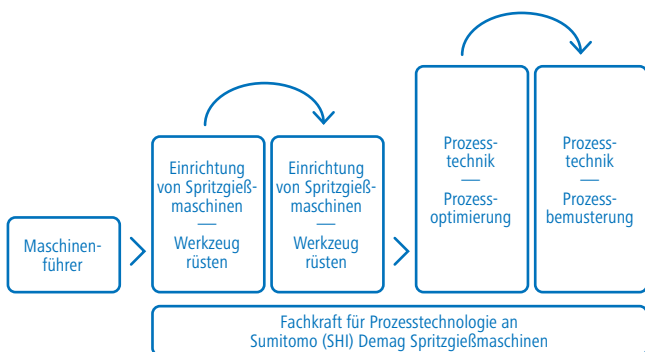 Maschinen-
führer
Einrichtung
von Spritzgieß-
maschinen
—
Werkzeug
rüsten
Einrichtung
von Spritzgieß-
maschinen
—
Werkzeug
rüsten
Prozess-
technik
—
Prozess-
optimierung
Prozess-
technik
—
Prozess-
bemusterung
Fachkraft für Prozesstechnologie an
Sumitomo (SHI) Demag Spritzgießmaschinen